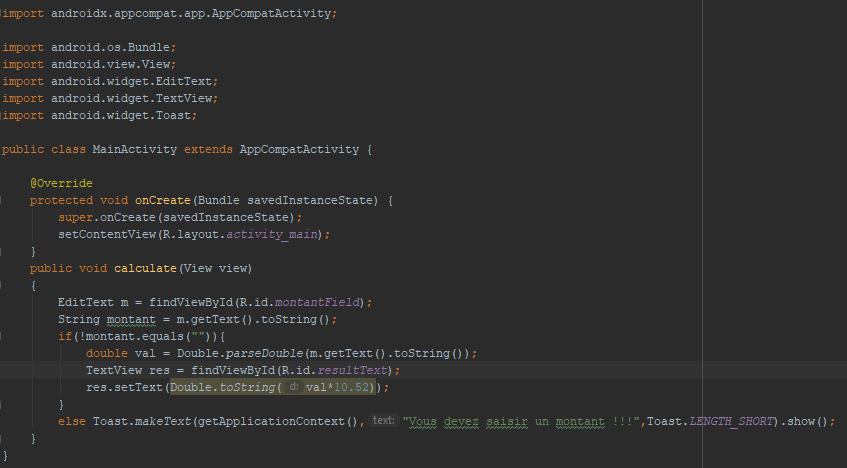 import androidx.appcompat.app.AppCompatActivity;
import android.os.Bundle;
import android.view.View;
import android.widget.EditText;
import android.widget.TextView;
import android.widget.Toast;
public class MainActivity extends AppCompatActivity {
@Override
protected void onCreate(Bundle savedInstanceState) {
super.onCreate(savedInstanceState);
setContentView(R.layout.activity_main);
}
public void calculate(View view)
{
EditText m = findViewById(R.id.montantField);
String montant = m.getText().toString();
if(!montant.equals("")){
double val = Double.parseDouble(m.getText().toString());
TextView res = findViewById(R.id.resultText);
res.setText(Double.toString( d: val*10.52));
}
else Toast.makeText(getApplicationContext(), text: "Vous devez saisir un montant !!!",Toast.LENGTH_SHORT).show();
}
}